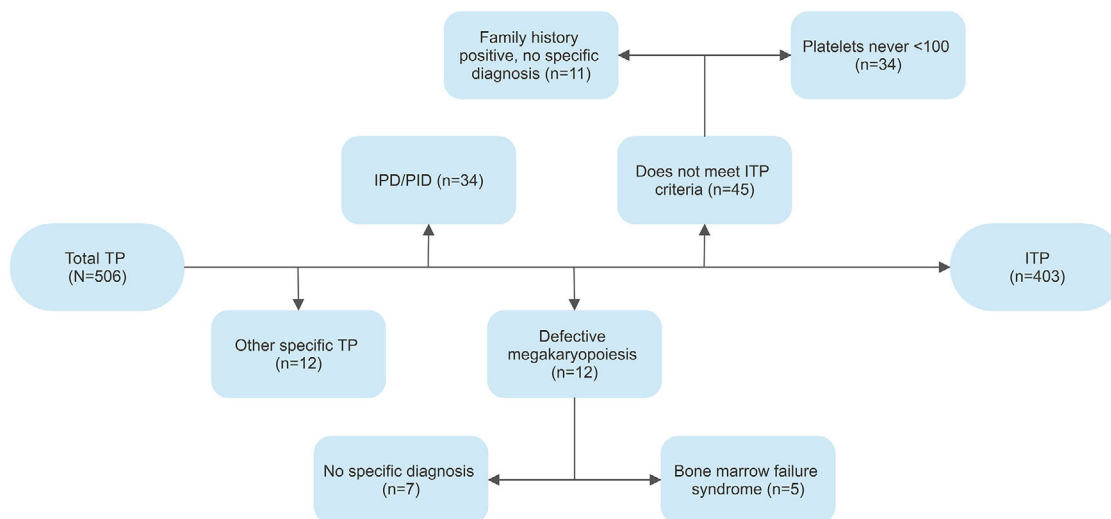 Family history
positive, no specific
diagnosis (n=11)
Platelets never <100
(n=34)
IPD/PID (n=34)
Does not meet ITP
criteria (n=45)
Total TP
(N=506)
ITP
(n=403)
Other specific TP
(n=12)
Defective
megakaryopoiesis
(n=12)
No specific diagnosis
(n=7)
Bone marrow failure
syndrome (n=5)